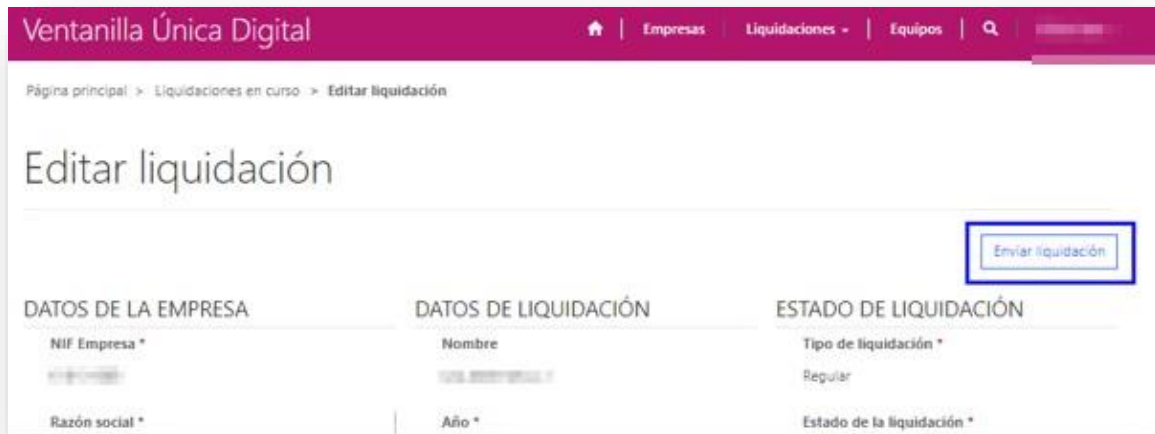 Ventanilla Única Digital
Empresas Liquidaciones Equipos
Página principal > Liquidaciones en curso > Editar liquidación
Editar liquidación
Enviar liquidación
DATOS DE LA EMPRESA DATOS DE LIQUIDACIÓN ESTADO DE LIQUIDACIÓN
NIF Empresa * Nombre Tipo de liquidación *
Regular
Razón social * Año * Estado de la liquidación *